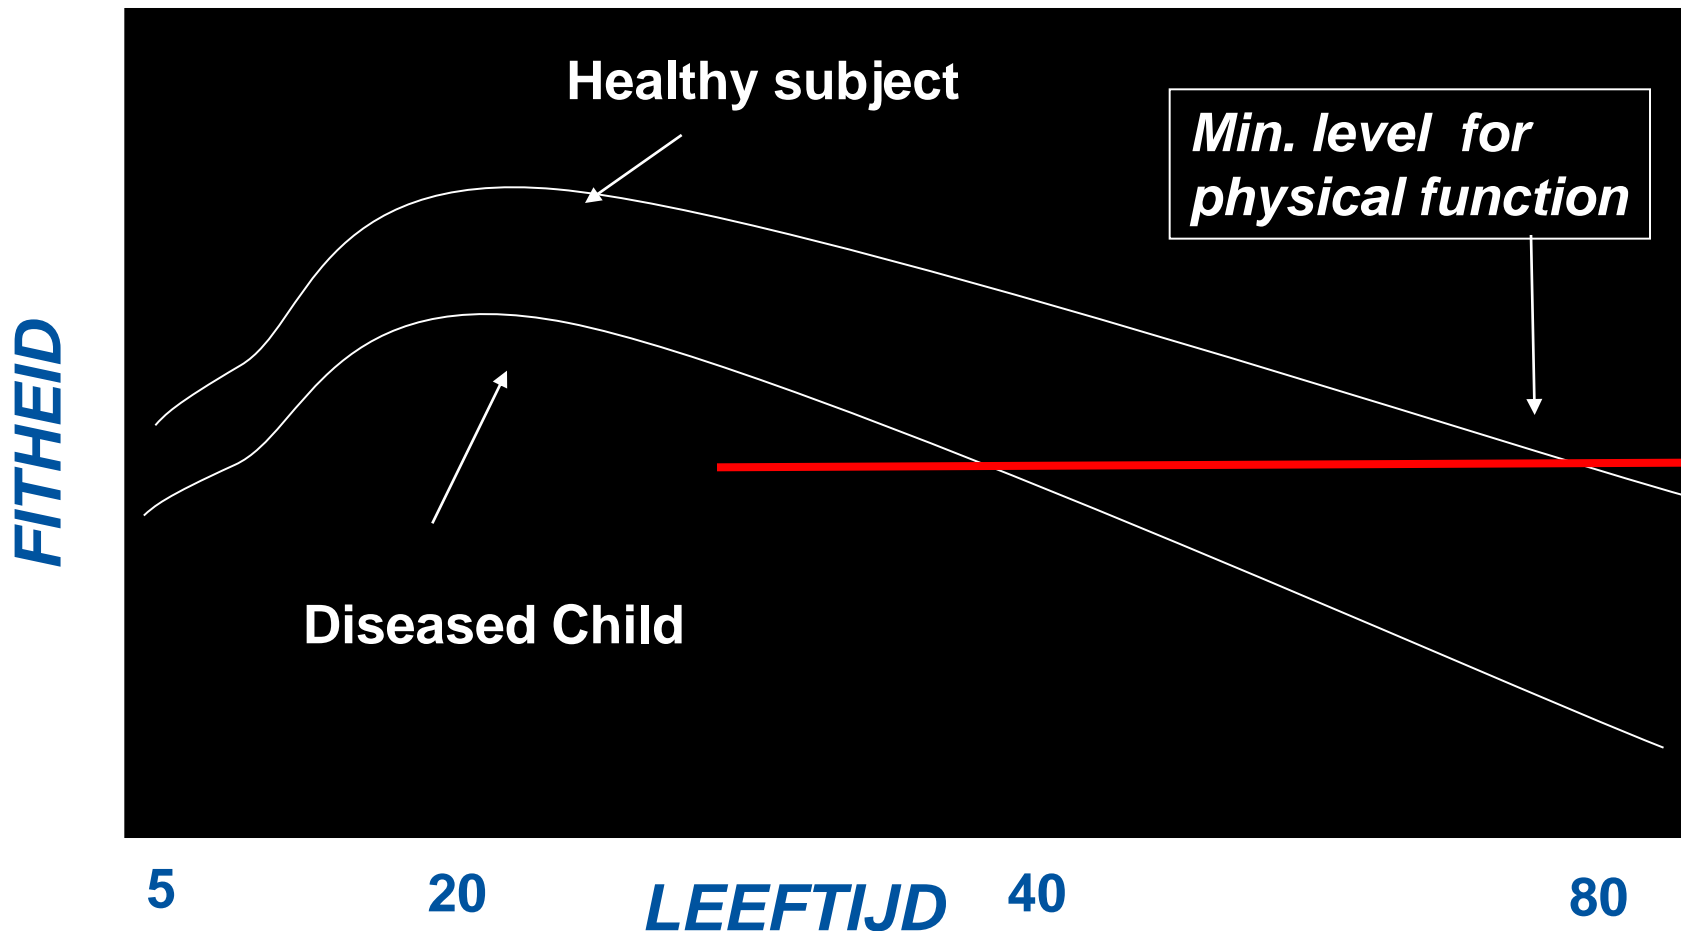 Healthy subject
Min. level for
physical function
FITHEID
Diseased Child
5
20
LEEFTIJD
40
80